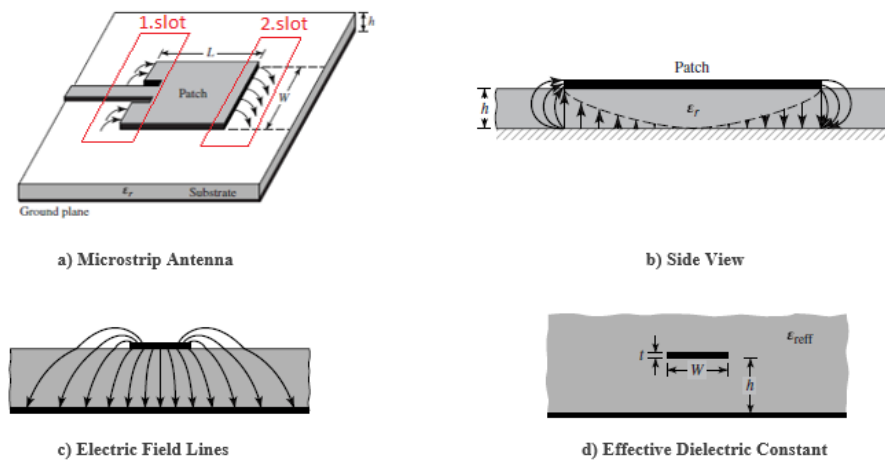 1.slot
2.slot
h
L
Patch
W
εr
Substrate
Ground plane
a) Microstrip Antenna
Patch
h
εr
b) Side View
c) Electric Field Lines
εreff
t
W
h
d) Effective Dielectric Constant